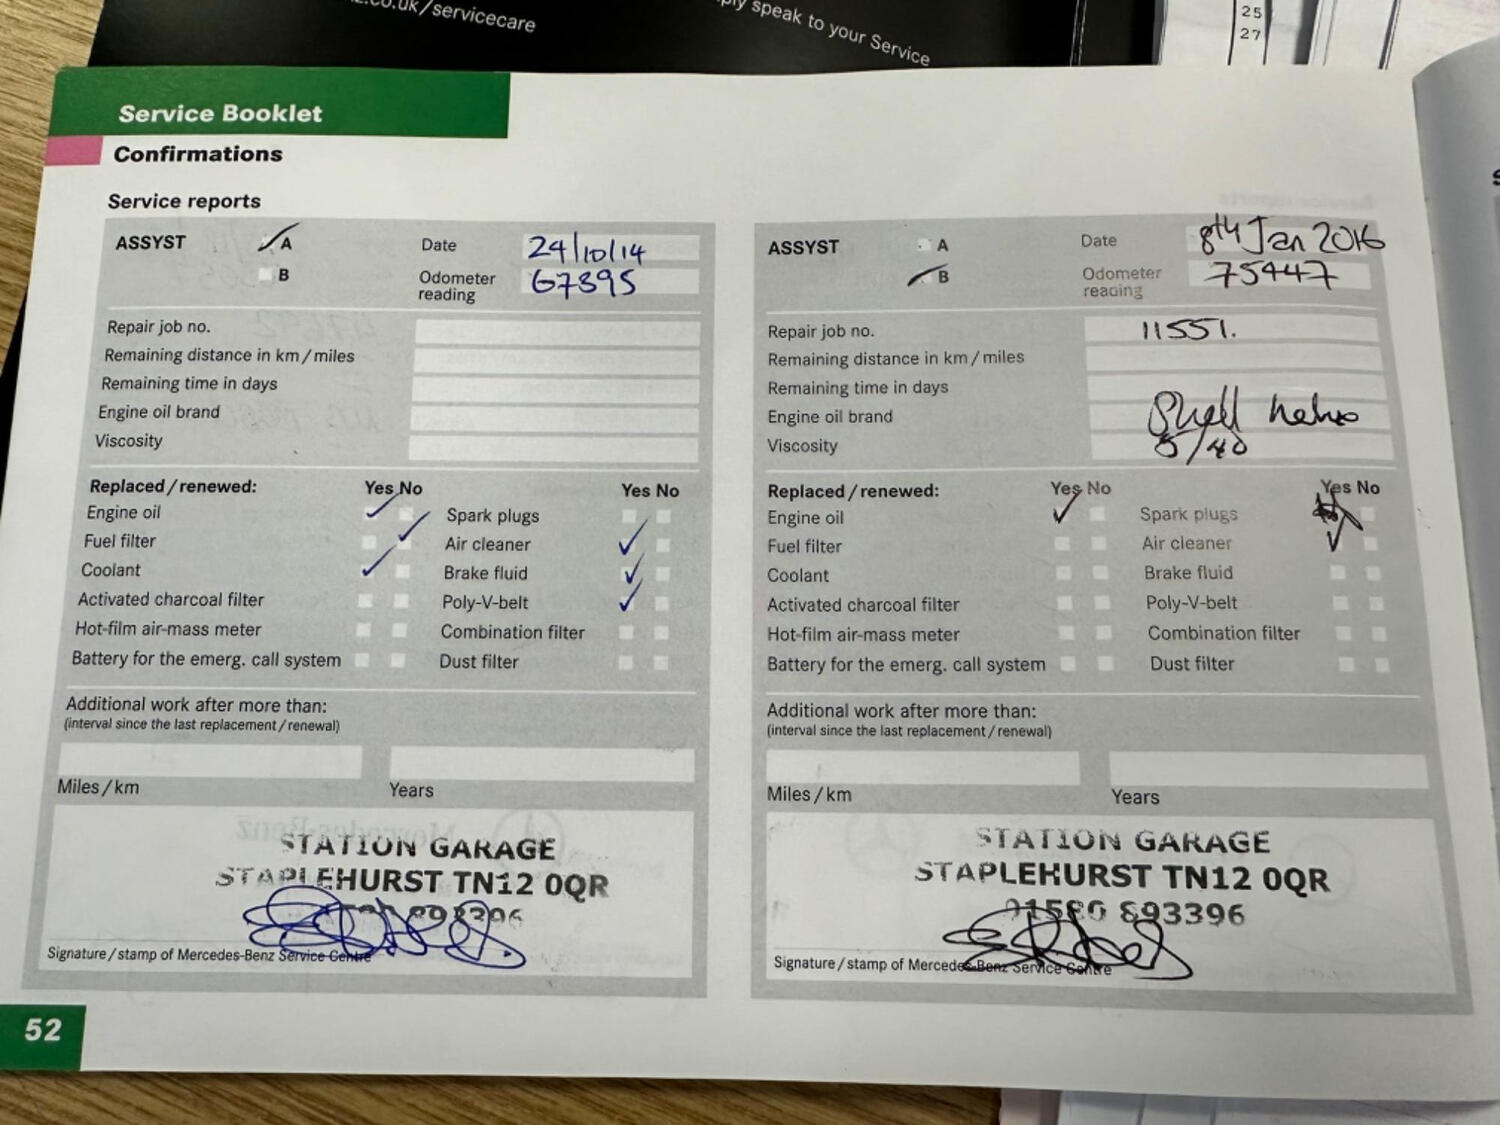 .co.uk/servicecare
ply speak to your Service
25
27
Service Booklet
Confirmations
Service reports
ASSYST A
B
Date 24/10/14
Odometer reading 67395
Repair job no.
Remaining distance in km/miles
Remaining time in days
Engine oil brand
Viscosity
Replaced/renewed: Yes No Yes No
Engine oil Spark plugs
Fuel filter Air cleaner
Coolant Brake fluid
Activated charcoal filter Poly-V-belt
Hot-film air-mass meter Combination filter
Battery for the emerg. call system Dust filter
Additional work after more than:
(interval since the last replacement/renewal)
Miles/km Years
STATION GARAGE
STAPLEHURST TN12 0QR
893396
Signature/stamp of Mercedes-Benz Service Centre
ASSYST A
B
Date 8th Jan 2016
Odometer reading 75447
Repair job no. 11551.
Remaining distance in km/miles
Remaining time in days
Engine oil brand Shell
Viscosity 5/40
Replaced/renewed: Yes No Yes No
Engine oil Spark plugs
Fuel filter Air cleaner
Coolant Brake fluid
Activated charcoal filter Poly-V-belt
Hot-film air-mass meter Combination filter
Battery for the emerg. call system Dust filter
Additional work after more than:
(interval since the last replacement/renewal)
Miles/km Years
STATION GARAGE
STAPLEHURST TN12 0QR
01580 893396
Signature/stamp of Mercedes-Benz Service Centre
52